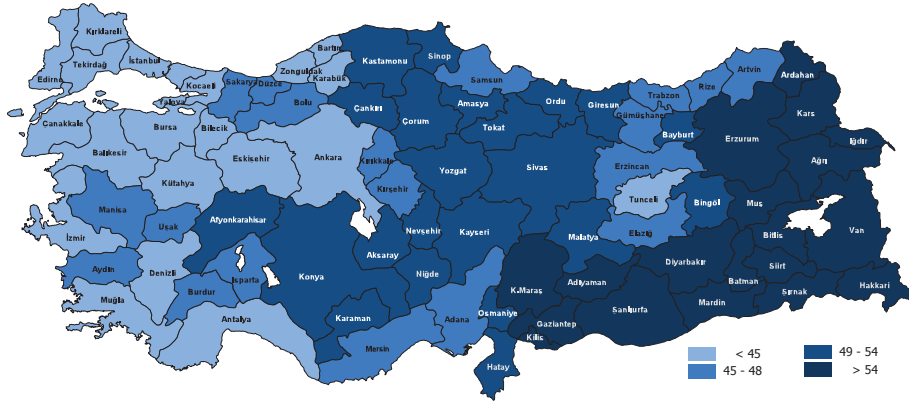 Kırklareli
Edirne
Tekirdağ
İstanbul
Kocaeli
Yalova
Sakarya
Düzce
Zonguldak
Bartın
Karabük
Kastamonu
Sinop
Samsun
Bolu
Çankırı
Çorum
Amasya
Tokat
Ordu
Giresun
Trabzon
Rize
Artvin
Ardahan
Kars
Gümüşhane
Bayburt
Erzurum
Iğdır
Ağrı
Çanakkale
Balıkesir
Bursa
Bilecik
Eskişehir
Ankara
Kırıkkale
Kırşehir
Yozgat
Sivas
Erzincan
Tunceli
Bingöl
Muş
Kütahya
Manisa
Uşak
Afyonkarahisar
İzmir
Aydın
Denizli
Muğla
Burdur
Isparta
Antalya
Konya
Aksaray
Nevşehir
Kayseri
Niğde
Karaman
Mersin
Adana
Osmaniye
Hatay
Malatya
Elazığ
K.Maraş
Adıyaman
Gaziantep
Kilis
Şanlıurfa
Diyarbakır
Mardin
Batman
Bitlis
Siirt
Şırnak
Van
Hakkari
< 45
45 - 48
49 - 54
> 54